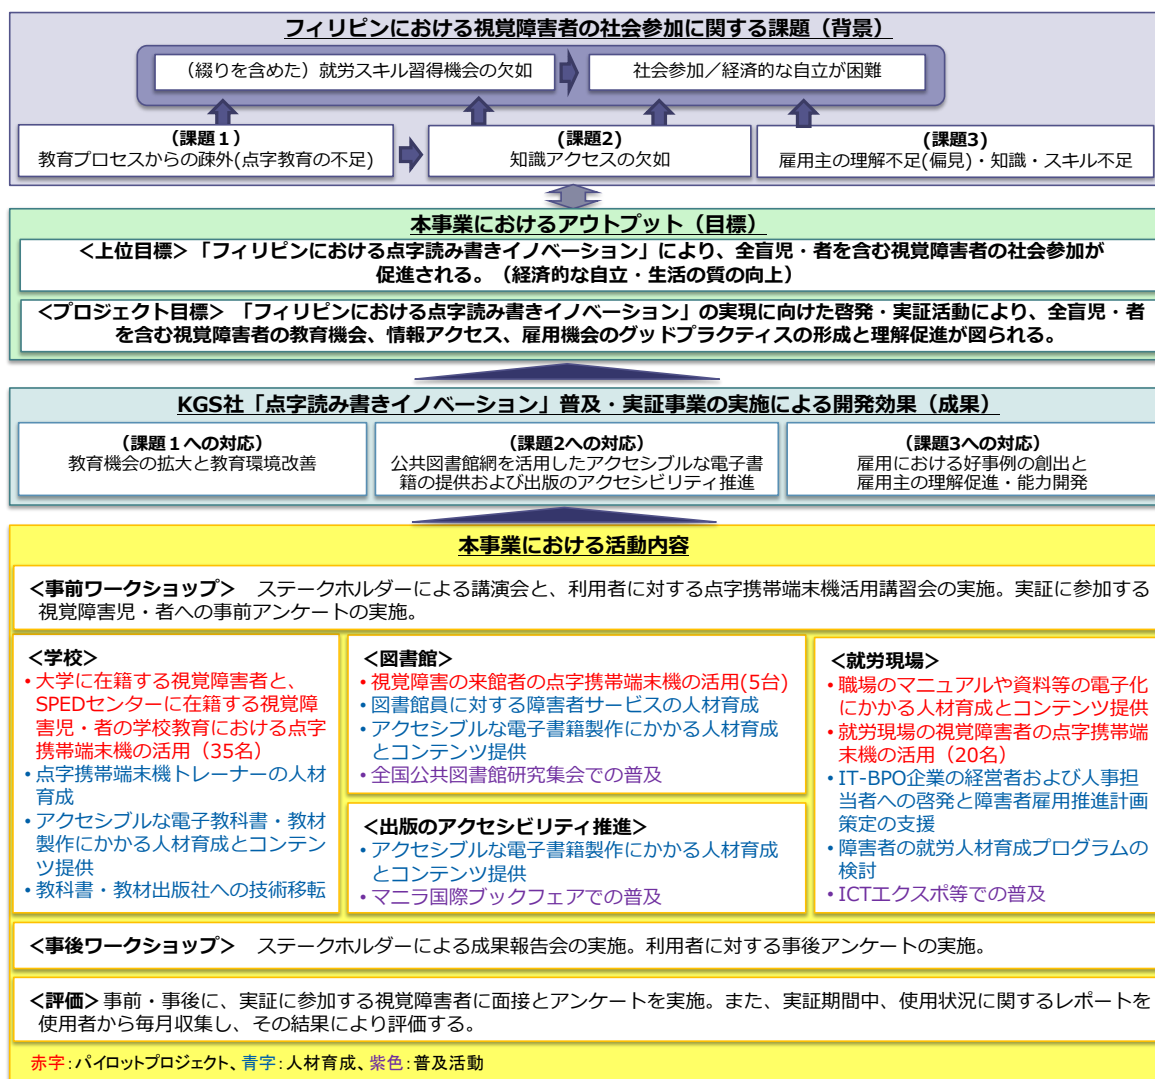 フィリピンにおける視覚障害者の社会参加に関する課題（背景）
（綴りを含めた）就労スキル習得機会の欠如
社会参加／経済的な自立が困難
(課題１)
教育プロセスからの疎外(点字教育の不足)
(課題2)
知識アクセスの欠如
(課題3)
雇用主の理解不足(偏見)・知識・スキル不足
本事業におけるアウトプット（目標）
＜上位目標＞「フィリピンにおける点字読み書きイノベーション」により、全盲児・者を含む視覚障害者の社会参加が
促進される。（経済的な自立・生活の質の向上）
＜プロジェクト目標＞ 「フィリピンにおける点字読み書きイノベーション」の実現に向けた啓発・実証活動により、全盲児・者
を含む視覚障害者の教育機会、情報アクセス、雇用機会のグッドプラクティスの形成と理解促進が図られる。
KGS社「点字読み書きイノベーション」普及・実証事業の実施による開発効果（成果）
（課題１への対応）
教育機会の拡大と教育環境改善
（課題2への対応）
公共図書館網を活用したアクセシブルな電子書
籍の提供および出版のアクセシビリティ推進
（課題3への対応）
雇用における好事例の創出と
雇用主の理解促進・能力開発
本事業における活動内容
＜事前ワークショップ＞　ステークホルダーによる講演会と、利用者に対する点字携帯端末機活用講習会の実施。実証に参加する
視覚障害児・者への事前アンケートの実施。
＜学校＞
・大学に在籍する視覚障害者と、
SPEDセンターに在籍する視覚障
害児・者の学校教育における点字
携帯端末機の活用（35名）
・点字携帯端末機トレーナーの人材
育成
・アクセシブルな電子教科書・教材
製作にかかる人材育成とコンテン
ツ提供
・教科書・教材出版社への技術移転
＜図書館＞
・視覚障害の来館者の点字携帯端末機の活用(5台)
・図書館員に対する障害者サービスの人材育成
・アクセシブルな電子書籍製作にかかる人材育成
とコンテンツ提供
・全国公共図書館研究集会での普及
＜出版のアクセシビリティ推進＞
・アクセシブルな電子書籍製作にかかる人材育成
とコンテンツ提供
・マニラ国際ブックフェアでの普及
＜就労現場＞
・職場のマニュアルや資料等の電子化
にかかる人材育成とコンテンツ提供
・就労現場の視覚障害者の点字携帯端
末機の活用（20名）
・IT-BPO企業の経営者および人事担
当者への啓発と障害者雇用推進計画
策定の支援
・障害者の就労人材育成プログラムの
検討
・ICTエクスポ等での普及
＜事後ワークショップ＞　ステークホルダーによる成果報告会の実施。利用者に対する事後アンケートの実施。
＜評価＞事前・事後に、実証に参加する視覚障害者に面接とアンケートを実施。また、実証期間中、使用状況に関するレポートを
使用者から毎月収集し、その結果により評価する。
赤字：パイロットプロジェクト、青字：人材育成、紫色：普及活動